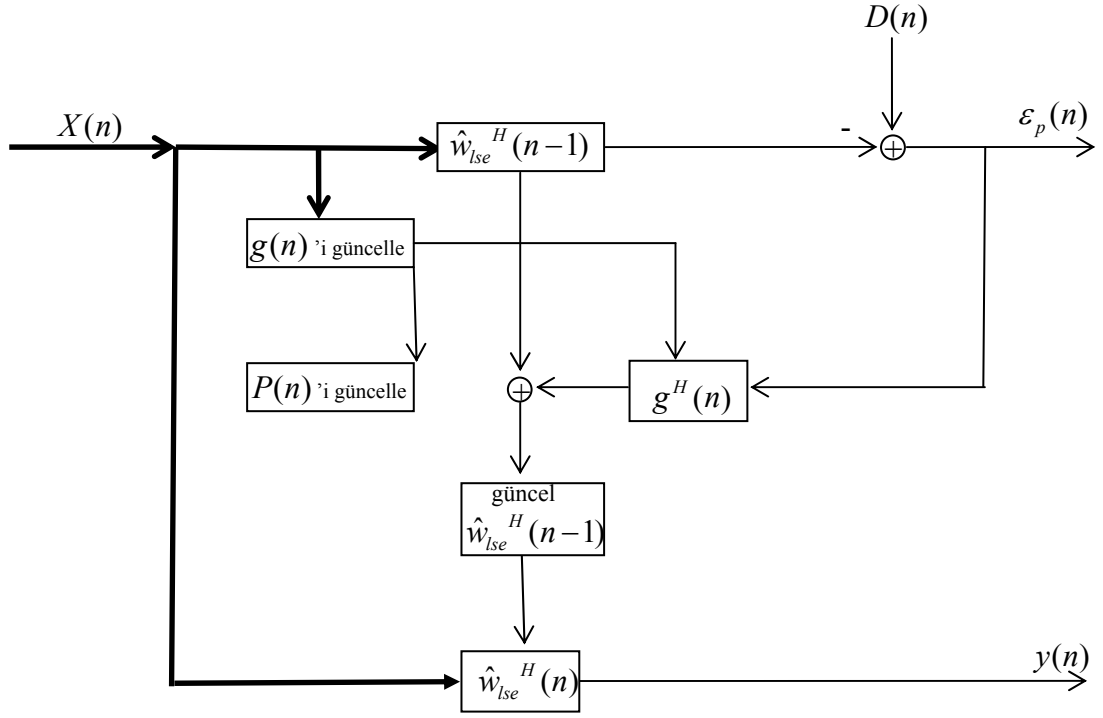 D(n)
X(n)
ŵ_lse^H(n−1)
-
+
ε_p(n)
g(n) 'i güncelle
P(n) 'i güncelle
+
g^H(n)
güncel
ŵ_lse^H(n−1)
ŵ_lse^H(n)
y(n)